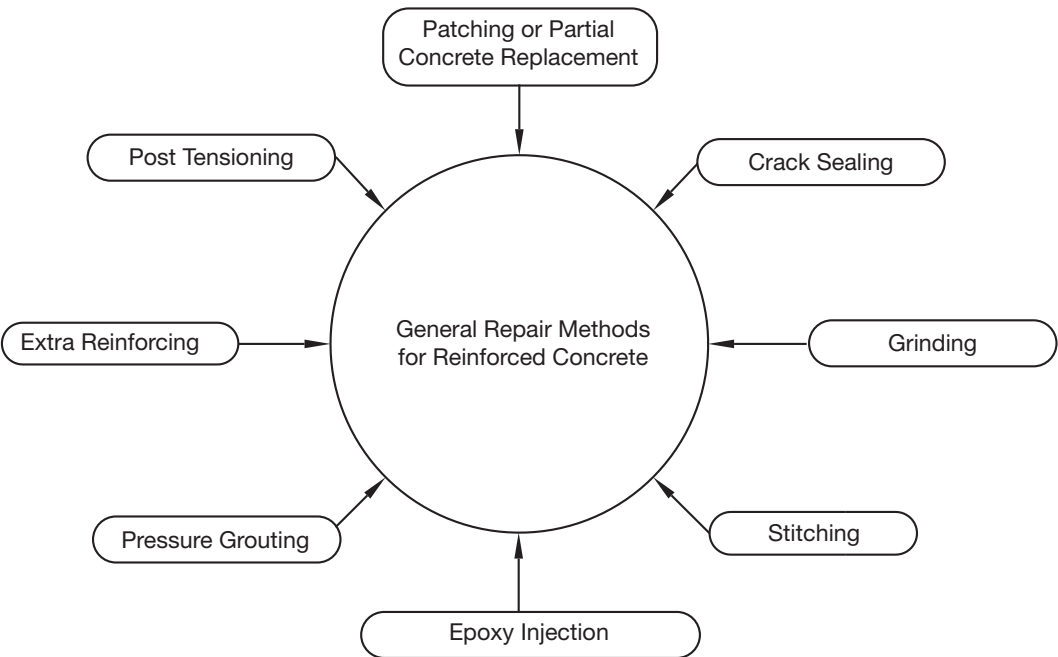 Patching or Partial
Concrete Replacement
Post Tensioning
Crack Sealing
General Repair Methods
for Reinforced Concrete
Extra Reinforcing
Grinding
Pressure Grouting
Stitching
Epoxy Injection